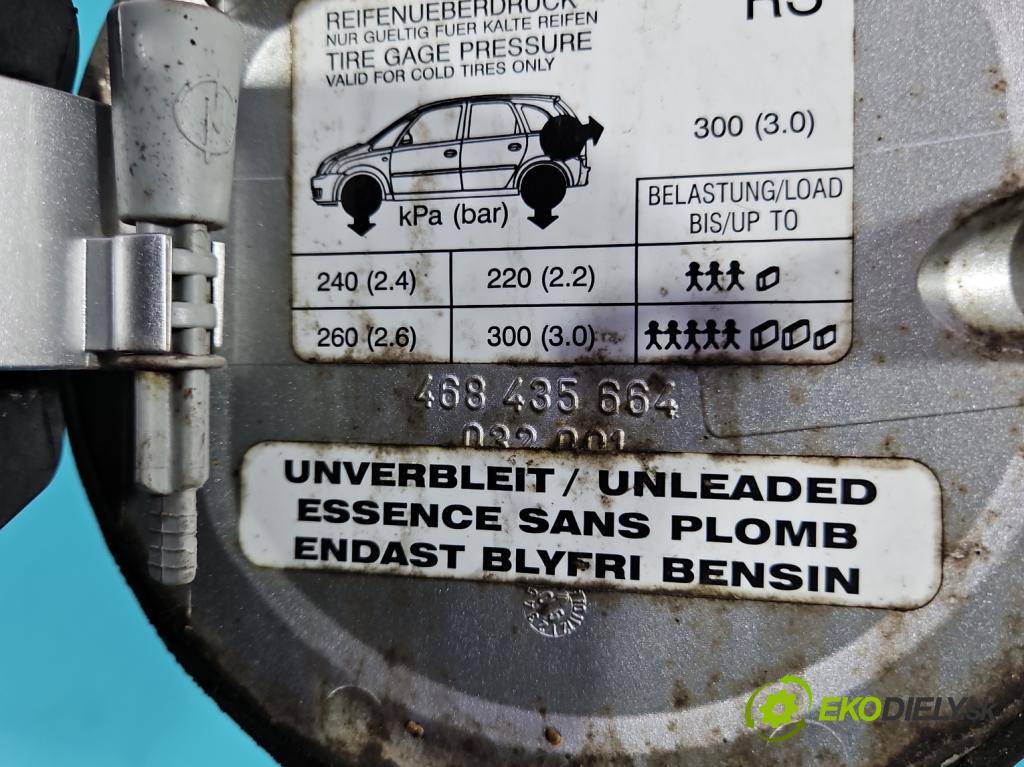 REIFENUEBERDRUCK
NUR GUELTIG FUER KALTE REIFEN
TIRE GAGE PRESSURE
VALID FOR COLD TIRES ONLY
300 (3.0)
kPa (bar)
BELASTUNG/LOAD
BIS/UP TO
240 (2.4) 220 (2.2)
260 (2.6) 300 (3.0)
468 435 664
032 001
UNVERBLEIT / UNLEADED
ESSENCE SANS PLOMB
ENDAST BLYFRI BENSIN
EKODIELY.SK